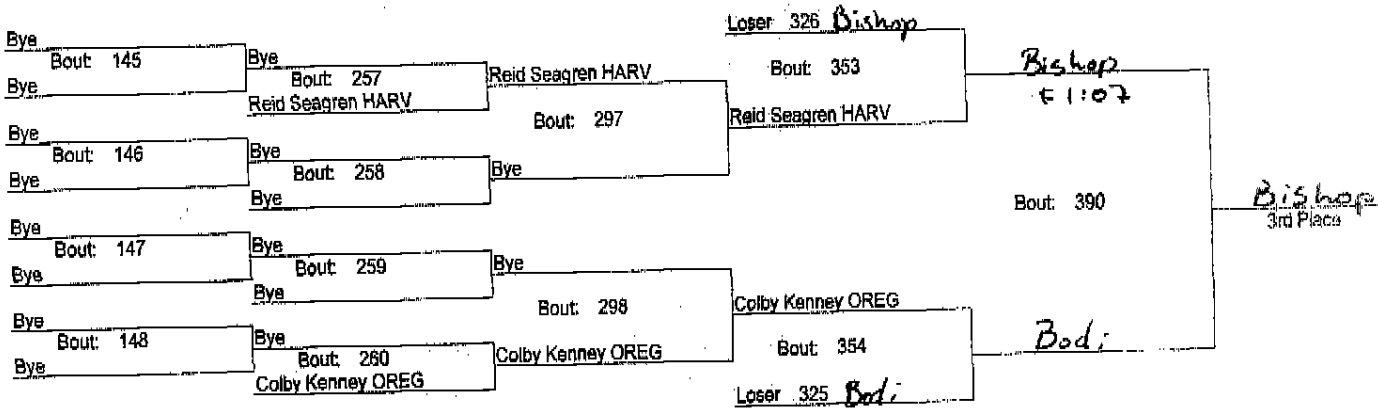 Loser 326 Bishop
Bye
Bout: 145
Bye
Bye
Bout: 257
Reid Seagren HARV
Reid Seagren HARV
Bout: 353
Bishop
F 1:07
Bout: 297
Reid Seagren HARV
Bye
Bout: 146
Bye
Bye
Bout: 258
Bye
Bye
Bout: 390
Bishop
3rd Place
Bye
Bout: 147
Bye
Bye
Bout: 259
Bye
Bye
Bout: 298
Colby Kenney OREG
Bye
Bout: 148
Bye
Bye
Bout: 260
Colby Kenney OREG
Colby Kenney OREG
Bout: 354
Bodi
Loser 325 Bodi